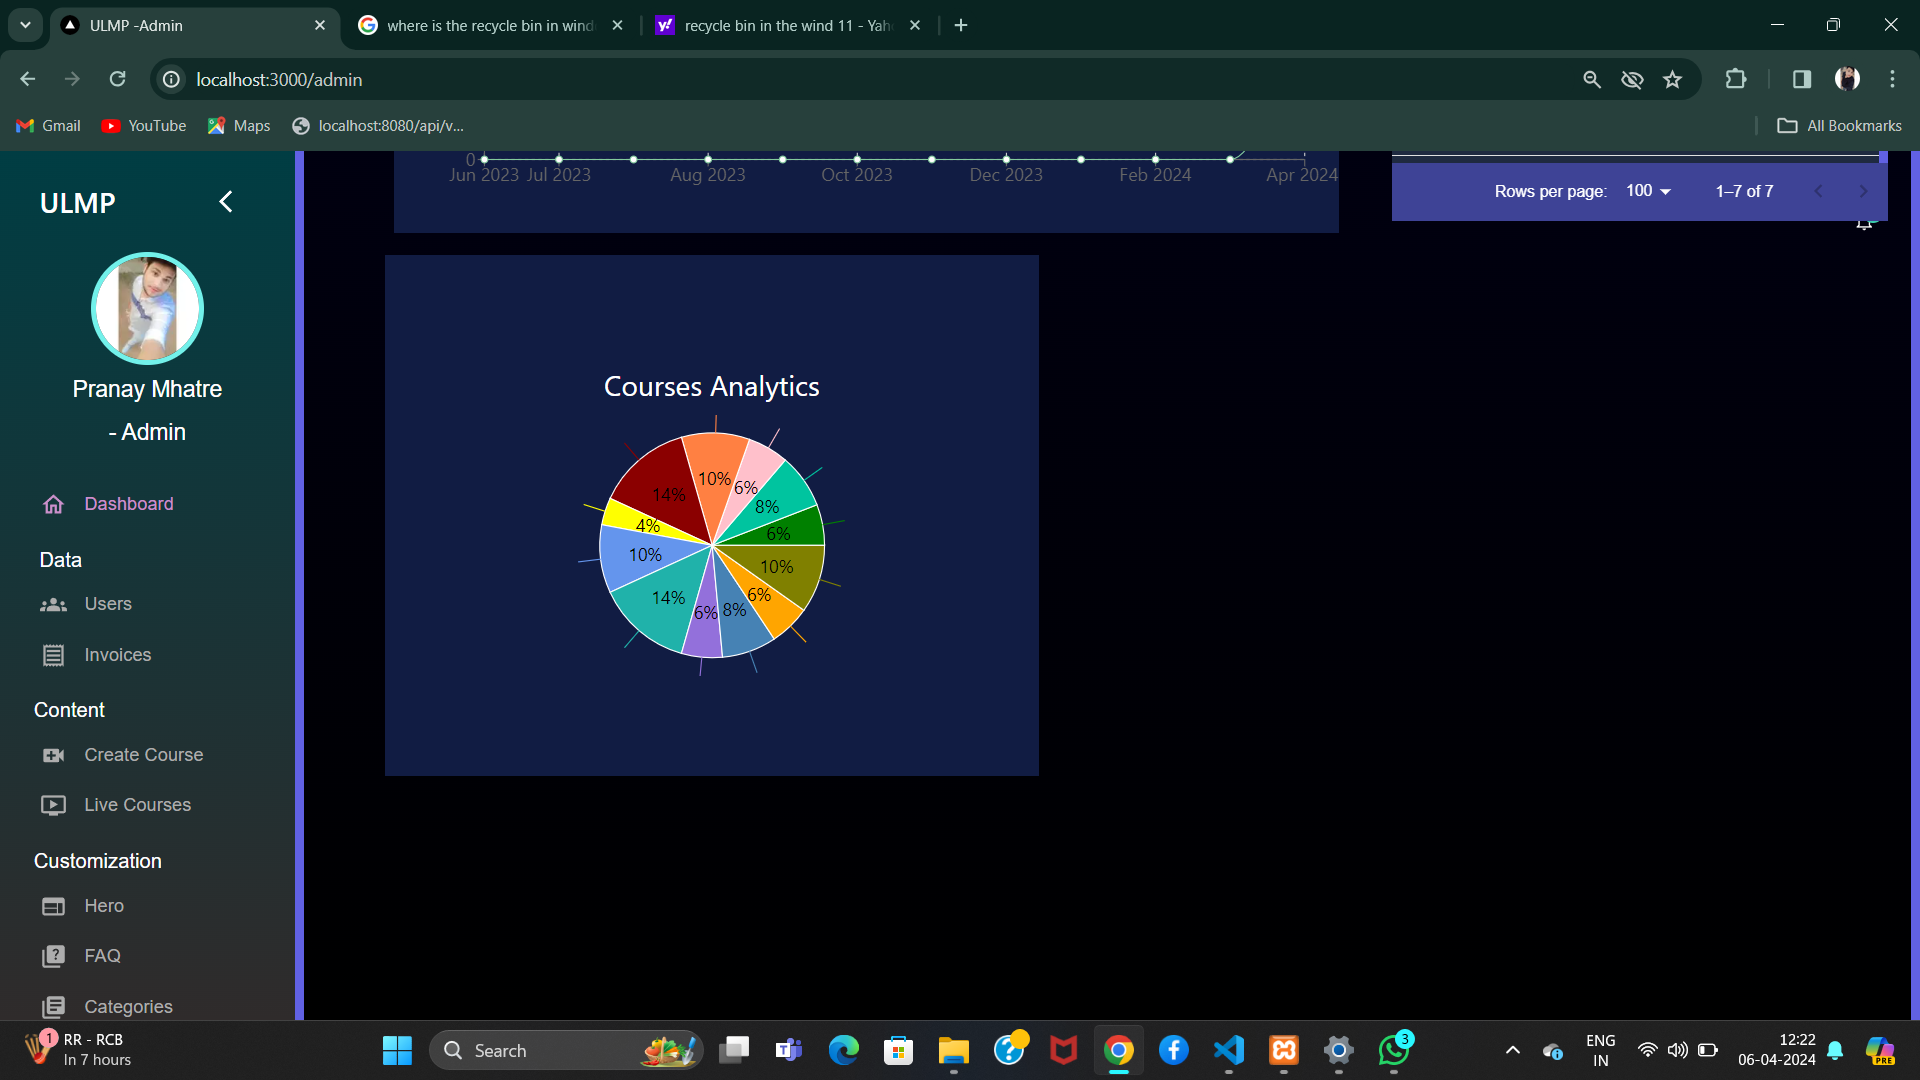 ULMP -Admin
where is the recycle bin in wind
recycle bin in the wind 11 - Yah
localhost:3000/admin
Gmail
YouTube
Maps
localhost:8080/api/v...
All Bookmarks
ULMP
Pranay Mhatre
- Admin
Dashboard
Data
Users
Invoices
Content
Create Course
Live Courses
Customization
Hero
FAQ
Categories
0
Jun 2023 Jul 2023 Aug 2023 Oct 2023 Dec 2023 Feb 2024 Apr 2024
Rows per page: 100 1–7 of 7
Courses Analytics
10%
14%
6%
8%
4%
6%
10%
10%
14%
6%
8%
6%
1
RR - RCB
In 7 hours
Search
3
ENG
IN
12:22
06-04-2024
PRE